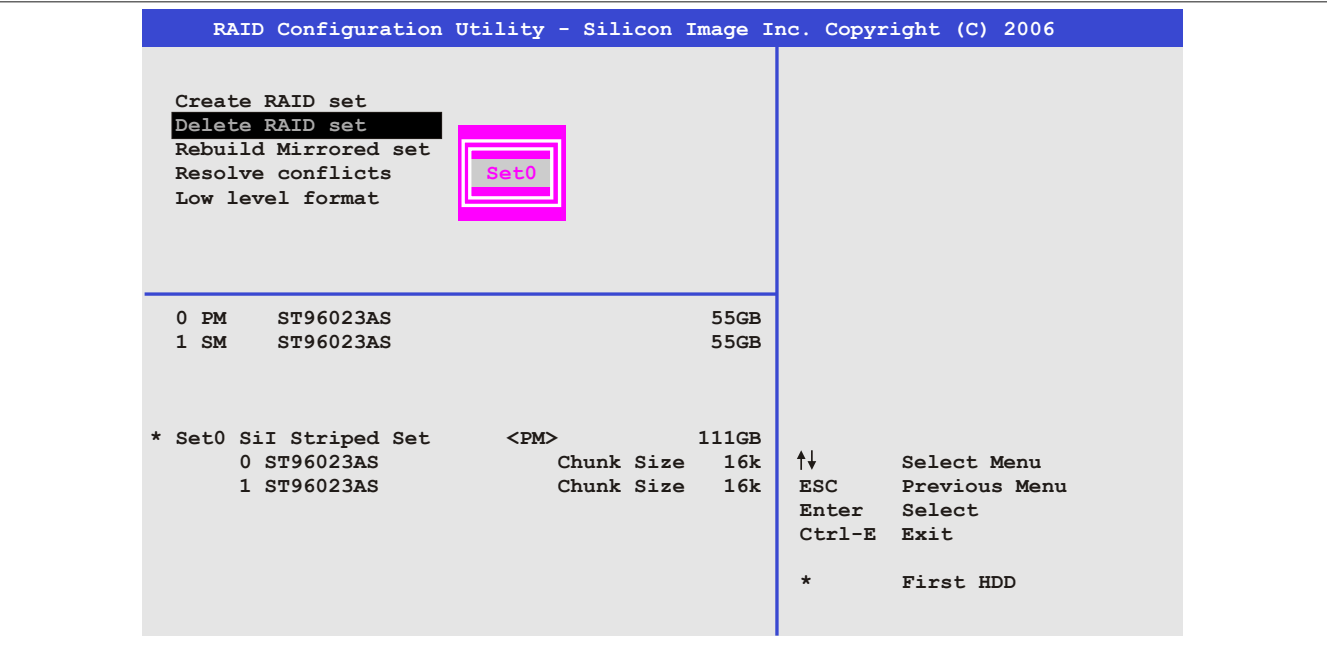 RAID Configuration Utility - Silicon Image Inc. Copyright (C) 2006
Create RAID set
Delete RAID set
Rebuild Mirrored set
Resolve conflicts
Low level format
Set0
0 PM ST96023AS 55GB
1 SM ST96023AS 55GB
* Set0 SiI Striped Set <PM> 111GB
0 ST96023AS Chunk Size 16k
1 ST96023AS Chunk Size 16k
↑↓ Select Menu
ESC Previous Menu
Enter Select
Ctrl-E Exit
* First HDD